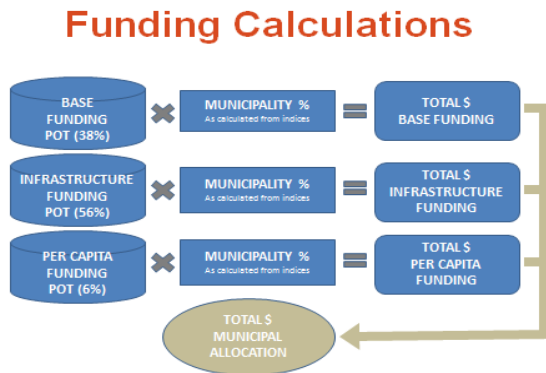 Funding Calculations
BASE
FUNDING
POT (38%)
MUNICIPALITY %
As calculated from indices
TOTAL $
BASE FUNDING
INFRASTRUCTURE
FUNDING
POT (56%)
MUNICIPALITY %
As calculated from indices
TOTAL $
INFRASTRUCTURE
FUNDING
PER CAPITA
FUNDING
POT (6%)
MUNICIPALITY %
As calculated from indices
TOTAL $
PER CAPITA
FUNDING
TOTAL $
MUNICIPAL
ALLOCATION